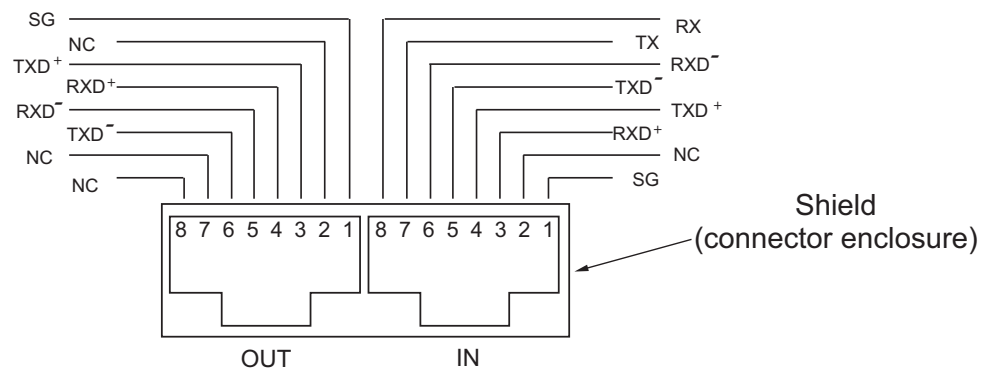 SG
NC
TXD+
RXD+
RXD-
TXD-
NC
NC
RX
TX
RXD-
TXD-
TXD +
RXD+
NC
SG
Shield
(connector enclosure)
8 7 6 5 4 3 2 1
8 7 6 5 4 3 2 1
OUT
IN